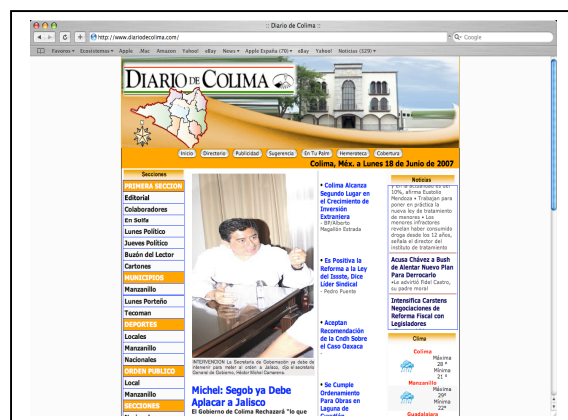 :: Diario de Colima ::
http://www.diariodecolima.com/
Google
Favoros Ecosistemas Apple .Mac Amazon Yahoo! eBay News Apple España (70) eBay Yahoo! Noticias (329)
DIARIO DE COLIMA
Inicio Directorio Publicidad Sugerencia En Tu Palm Hemeroteca Cobertura
Colima, Méx. a Lunes 18 de Junio de 2007
Secciones
PRIMERA SECCION
Editorial
Colaboradores
En Solfa
Lunes Político
Jueves Político
Buzón del Lector
Cartones
MUNICIPIOS
Manzanillo
Lunes Porteño
Tecoman
DEPORTES
Locales
Manzanillo
Nacionales
ORDEN PUBLICO
Local
Manzanillo
SECCIONES
INTERVENCION La Secretaría de Gobernación ya debe de
intervenir para meter al orden a Jalisco, dijo el secretario
General de Gobierno, Héctor Michel Camarena.
Michel: Segob ya Debe
Aplacar a Jalisco
El Gobierno de Colima Rechazará "lo que
• Colima Alcanza
Segundo Lugar en
el Crecimiento de
Inversión
Extranjera
- BP/Alberto
Magallón Estrada
• Es Positiva la
Reforma a la Ley
del Issste, Dice
Líder Sindical
- Pedro Puente
• Aceptan
Recomendación
de la Cndh Sobre
el Caso Oaxaca
• Se Cumple
Ordenamiento
Para Obras en
Laguna de
Noticias
y en la actualidad es del
10%, afirma Eustolio
Mendoza • Trabajan para
poner en práctica la
nueva ley de tratamiento
de menores • Los
menores infractores
revelan haber consumido
droga desde los 12 años,
señala el director del
instituto de tratamiento
Acusa Chávez a Bush
de Alentar Nuevo Plan
Para Derrocarlo
•La advirtió Fidel Castro,
su padre moral
Intensifica Carstens
Negociaciones de
Reforma Fiscal con
Legisladores
Clima
Colima
Máxima
28 °
Mínima
21 °
Manzanillo
Máxima
29°
Mínima
22°
Guadalajara